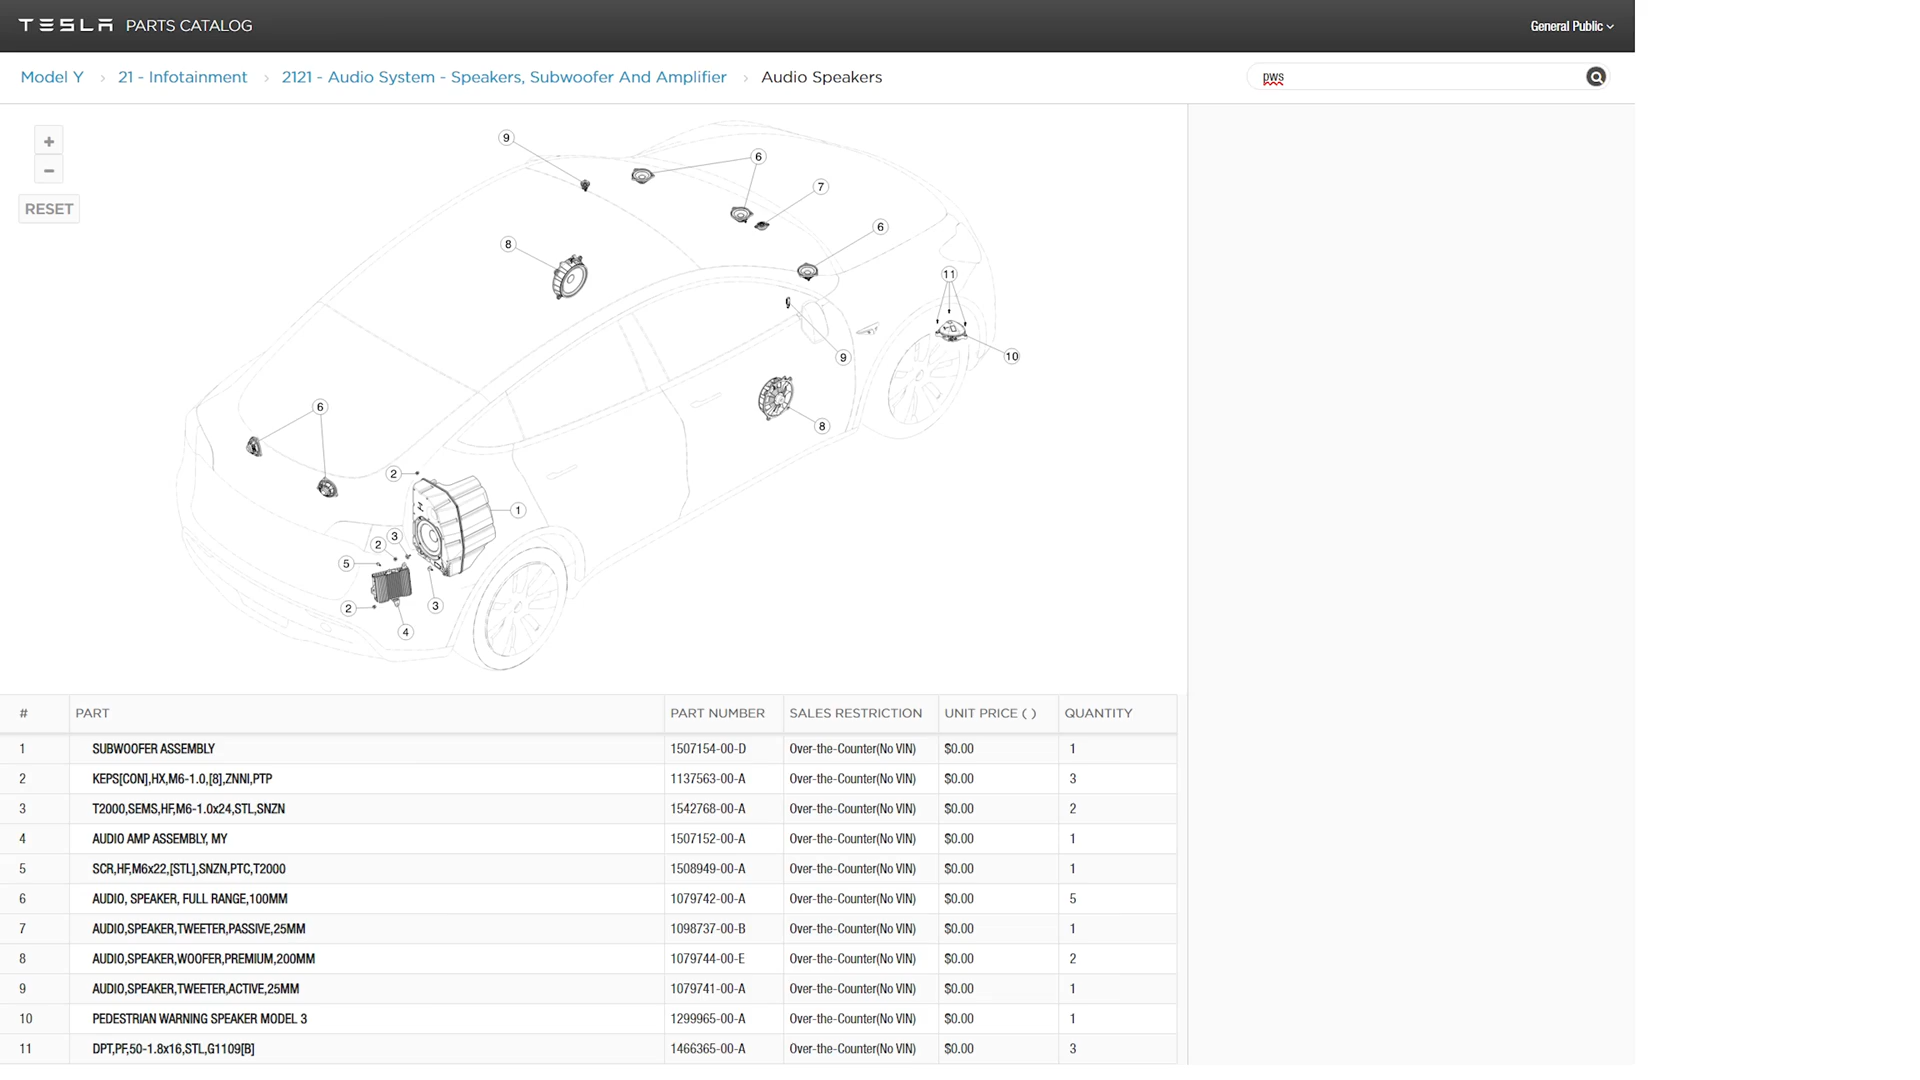 TESLA PARTS CATALOG
General Public
Model Y › 21 - Infotainment › 2121 - Audio System - Speakers, Subwoofer And Amplifier › Audio Speakers
pws
+
−
RESET
9
6
7
8
6
11
9
10
8
6
2
1
3
2
5
2
3
4
# PART PART NUMBER SALES RESTRICTION UNIT PRICE ( ) QUANTITY
1 SUBWOOFER ASSEMBLY 1507154-00-D Over-the-Counter(No VIN) $0.00 1
2 KEPS[CON],HX,M6-1.0,[8],ZNNI,PTP 1137563-00-A Over-the-Counter(No VIN) $0.00 3
3 T2000,SEMS,HF,M6-1.0x24,STL,SNZN 1542768-00-A Over-the-Counter(No VIN) $0.00 2
4 AUDIO AMP ASSEMBLY, MY 1507152-00-A Over-the-Counter(No VIN) $0.00 1
5 SCR,HF,M6x22,[STL],SNZN,PTC,T2000 1508949-00-A Over-the-Counter(No VIN) $0.00 1
6 AUDIO, SPEAKER, FULL RANGE,100MM 1079742-00-A Over-the-Counter(No VIN) $0.00 5
7 AUDIO,SPEAKER,TWEETER,PASSIVE,25MM 1098737-00-B Over-the-Counter(No VIN) $0.00 1
8 AUDIO,SPEAKER,WOOFER,PREMIUM,200MM 1079744-00-E Over-the-Counter(No VIN) $0.00 2
9 AUDIO,SPEAKER,TWEETER,ACTIVE,25MM 1079741-00-A Over-the-Counter(No VIN) $0.00 1
10 PEDESTRIAN WARNING SPEAKER MODEL 3 1299965-00-A Over-the-Counter(No VIN) $0.00 1
11 DPT,PF,50-1.8x16,STL,G1109[B] 1466365-00-A Over-the-Counter(No VIN) $0.00 3